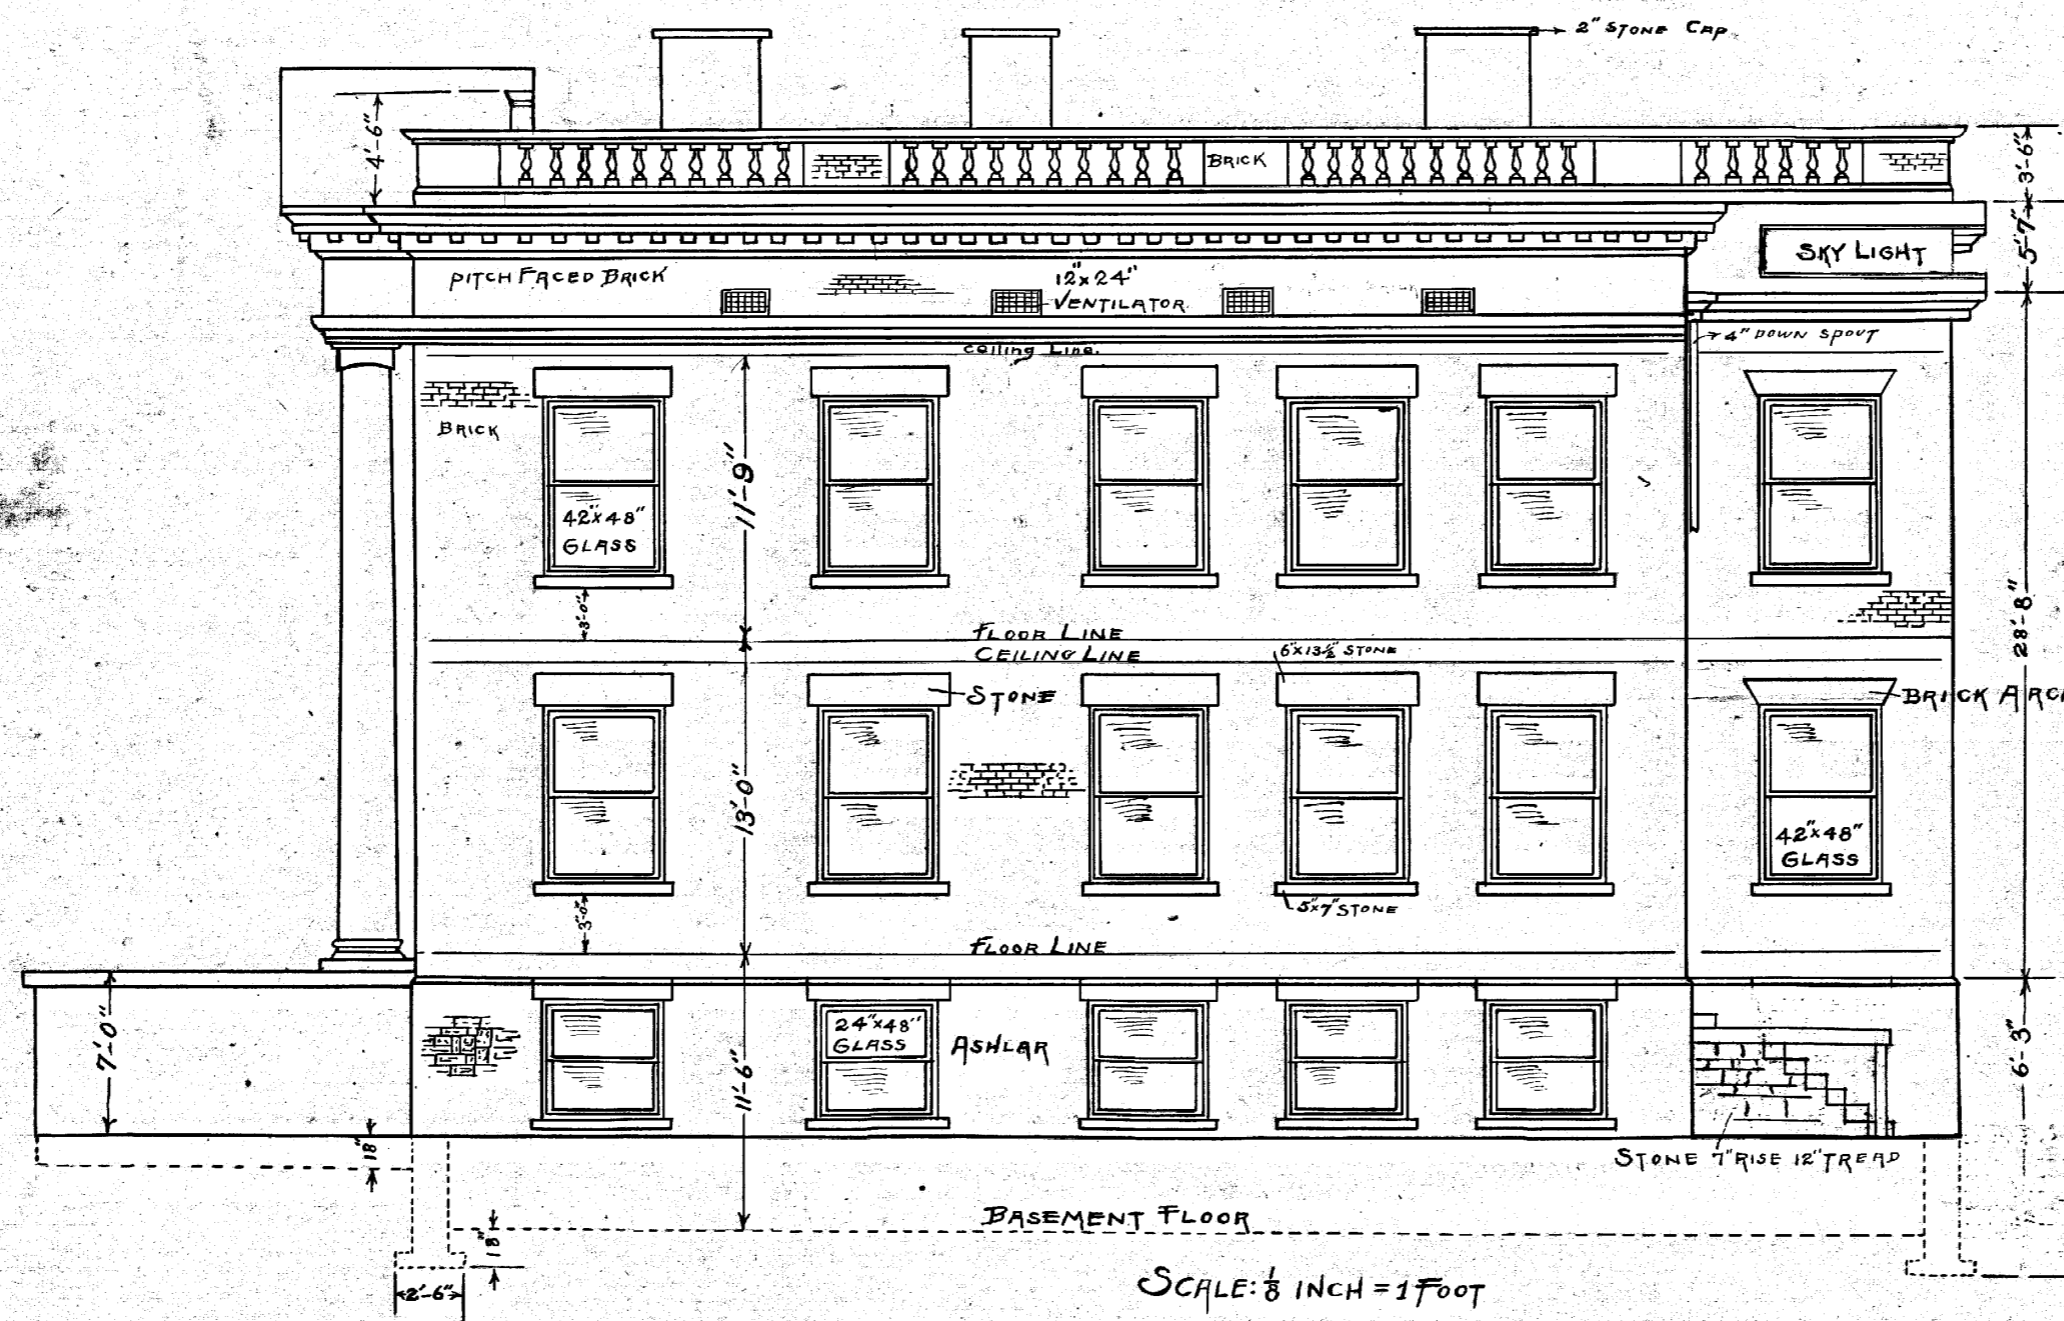 2" STONE CAP
4'-6"
BRICK
3'-6"
5'-7"
SKY LIGHT
PITCH FACED BRICK
12"x24"
VENTILATOR
4" DOWN SPOUT
Ceiling Line.
BRICK
11'-9"
42"x48"
GLASS
3'-0"
28'-8"
FLOOR LINE
CEILING LINE
6"x13½" STONE
STONE
BRICK ARC
13'-0"
42"x48"
GLASS
3'-0"
5"x7" STONE
FLOOR LINE
7'-0"
24"x48"
GLASS
ASHLAR
11'-6"
6'-3"
18"
STONE 7" RISE 12" TREAD
BASEMENT FLOOR
18"
2'-6"
SCALE: ⅛ INCH = 1 FOOT